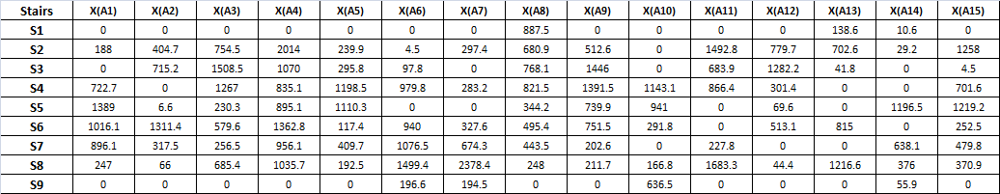 Stairs X(A1) X(A2) X(A3) X(A4) X(A5) X(A6) X(A7) X(A8) X(A9) X(A10) X(A11) X(A12) X(A13) X(A14) X(A15)
S1 0 0 0 0 0 0 0 887.5 0 0 0 0 138.6 10.6 0
S2 188 404.7 754.5 2014 239.9 4.5 297.4 680.9 512.6 0 1492.8 779.7 702.6 29.2 1258
S3 0 715.2 1508.5 1070 295.8 97.8 0 768.1 1446 0 683.9 1282.2 41.8 0 4.5
S4 722.7 0 1267 835.1 1198.5 979.8 283.2 821.5 1391.5 1143.1 866.4 301.4 0 0 701.6
S5 1389 6.6 230.3 895.1 1110.3 0 0 344.2 739.9 941 0 69.6 0 1196.5 1219.2
S6 1016.1 1311.4 579.6 1362.8 117.4 940 327.6 495.4 751.5 291.8 0 513.1 815 0 252.5
S7 896.1 317.5 256.5 956.1 409.7 1076.5 674.3 443.5 202.6 0 227.8 0 0 638.1 479.8
S8 247 66 685.4 1035.7 192.5 1499.4 2378.4 248 211.7 166.8 1683.3 44.4 1216.6 376 370.9
S9 0 0 0 0 0 196.6 194.5 0 0 636.5 0 0 0 55.9 0